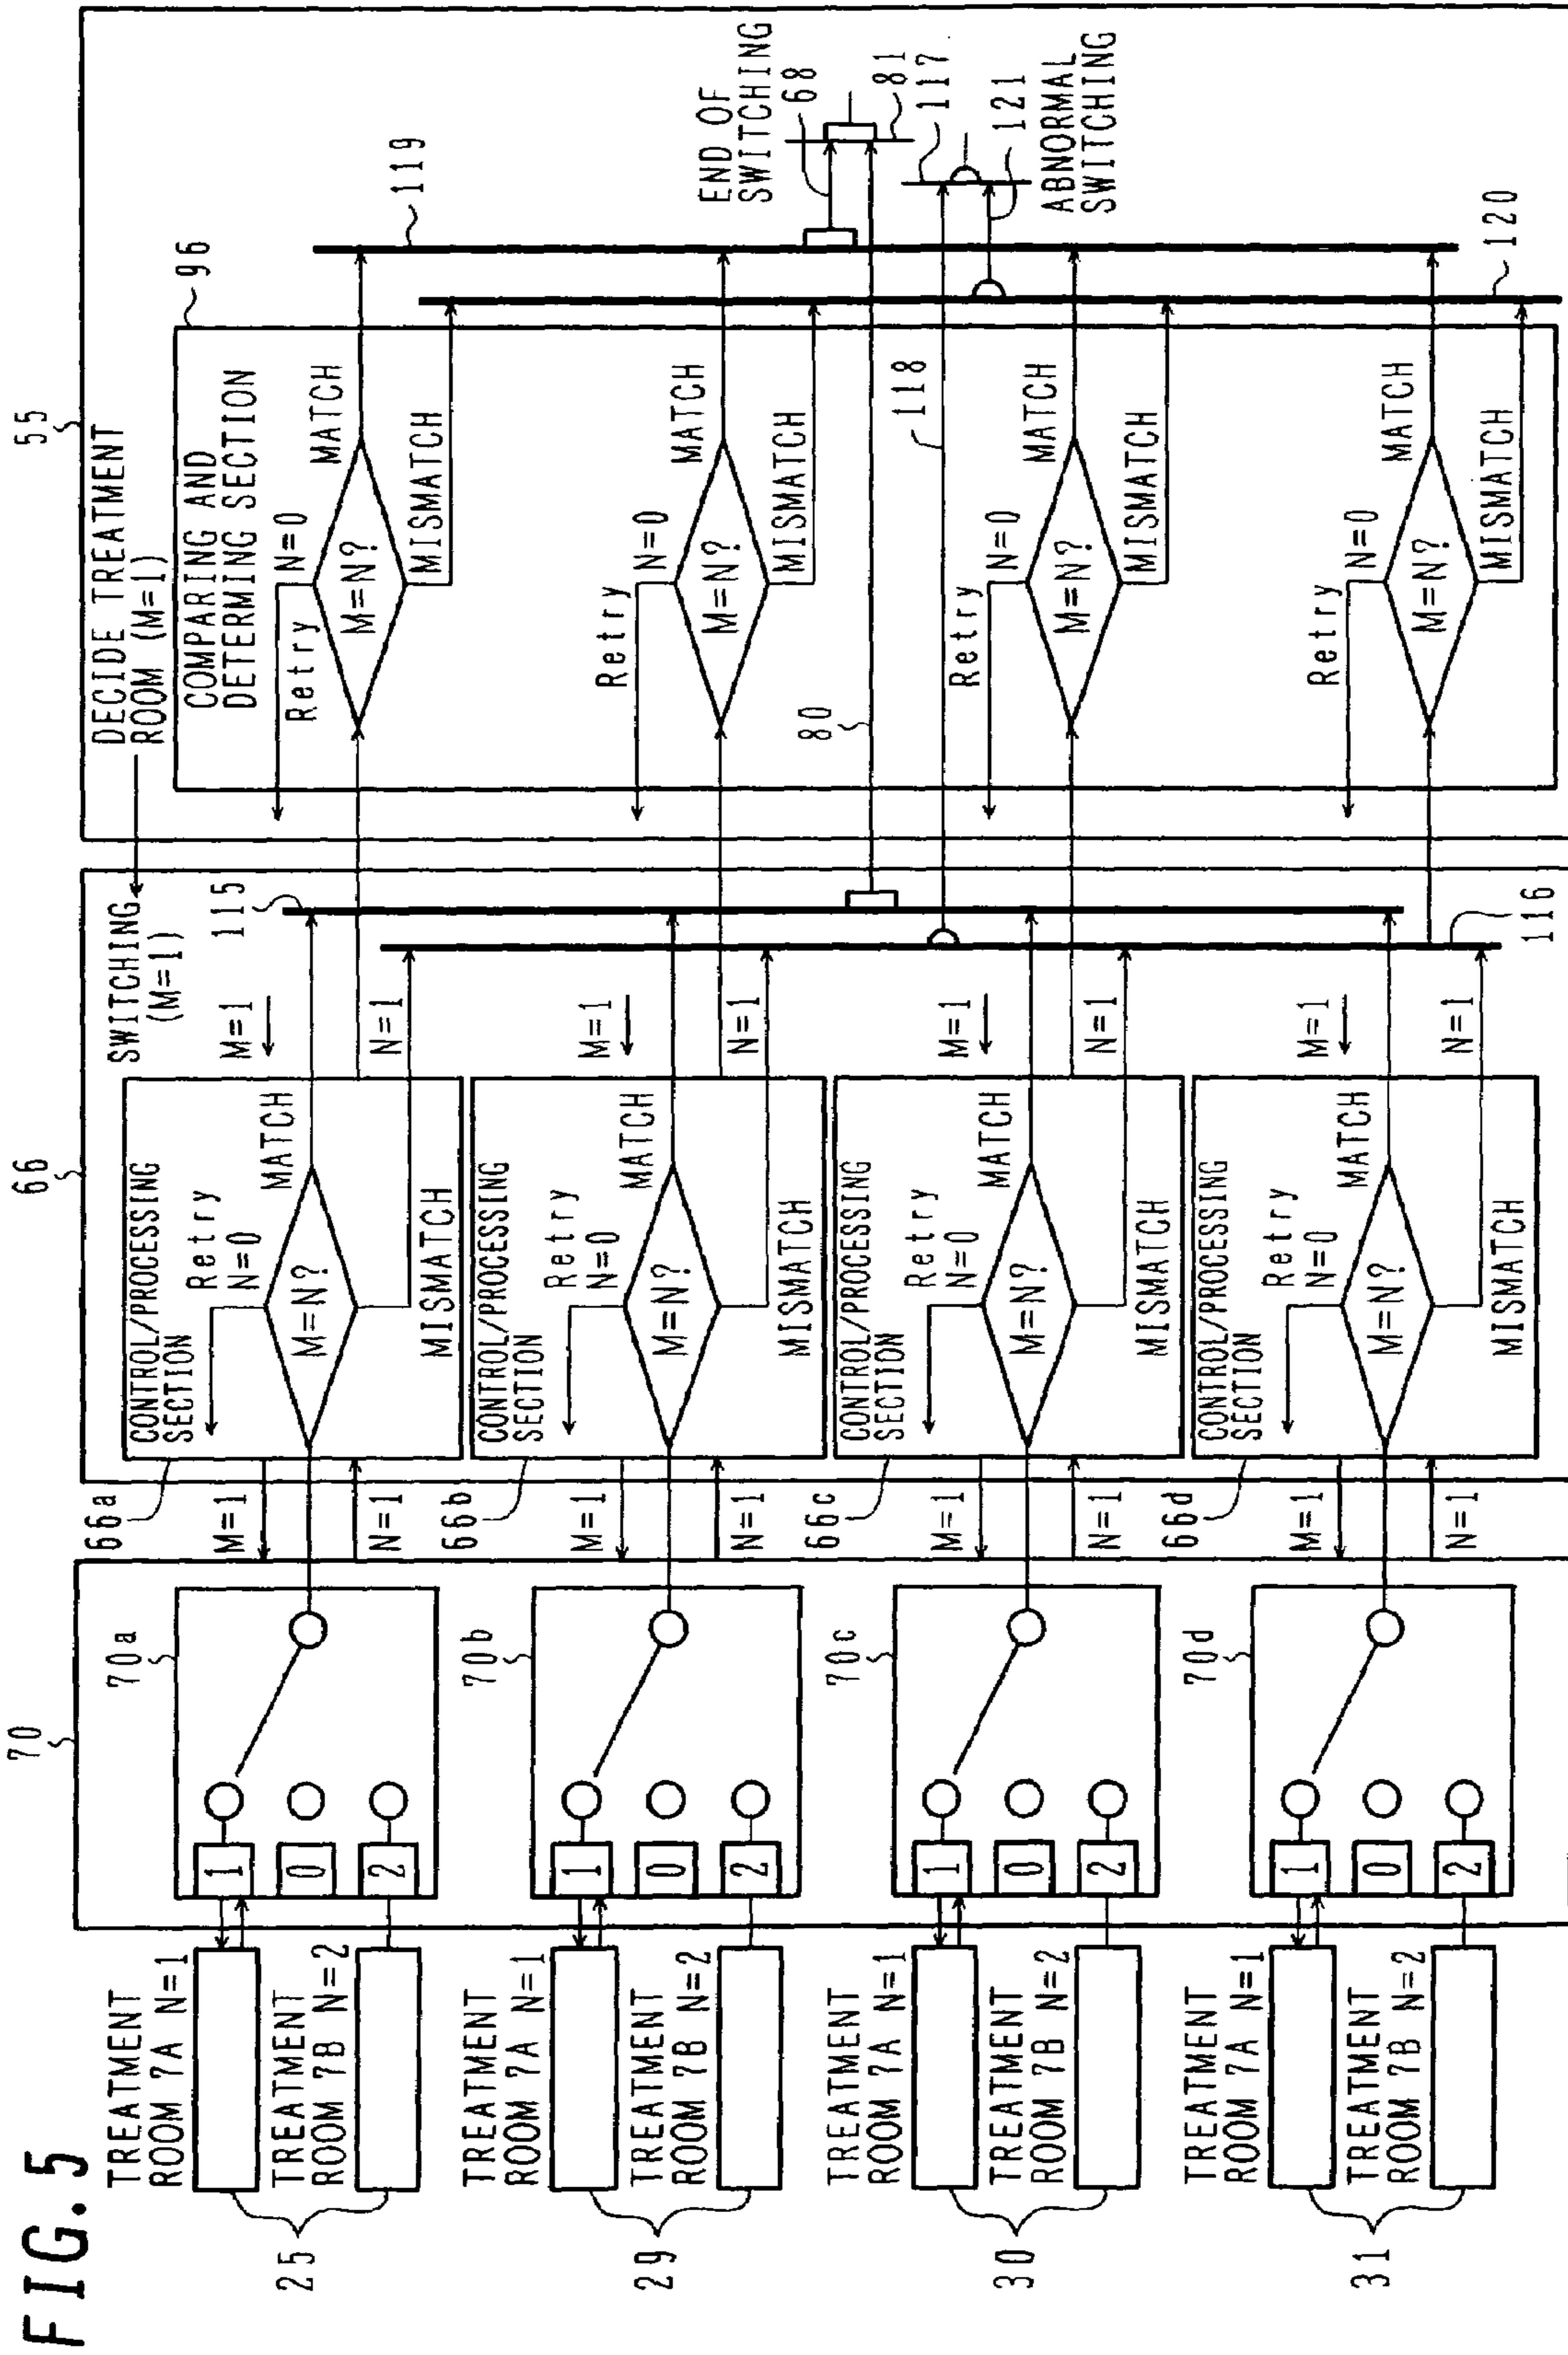 FIG. 5
70
66
55
DECIDE TREATMENT
ROOM (M=1)
96
SWITCHING
(M=1)
115
119
TREATMENT
ROOM 7A N=1
TREATMENT
ROOM 7B N=2
25
70a
1
0
2
66a
M=1
N=1
CONTROL/PROCESSING
SECTION
Retry
N=0
M=N?
MATCH
MISMATCH
M=1
N=1
COMPARING AND
DETERMINING SECTION
Retry
N=0
M=N?
MATCH
MISMATCH
TREATMENT
ROOM 7A N=1
TREATMENT
ROOM 7B N=2
29
70b
1
0
2
66b
M=1
N=1
CONTROL/PROCESSING
SECTION
Retry
N=0
M=N?
MATCH
MISMATCH
M=1
N=1
Retry
N=0
M=N?
MATCH
MISMATCH
END OF
SWITCHING
68
80
81
118
117
121
ABNORMAL
SWITCHING
TREATMENT
ROOM 7A N=1
TREATMENT
ROOM 7B N=2
30
70c
1
0
2
66c
M=1
N=1
CONTROL/PROCESSING
SECTION
Retry
N=0
M=N?
MATCH
MISMATCH
M=1
N=1
Retry
N=0
M=N?
MATCH
MISMATCH
TREATMENT
ROOM 7A N=1
TREATMENT
ROOM 7B N=2
31
70d
1
0
2
66d
M=1
N=1
CONTROL/PROCESSING
SECTION
Retry
N=0
M=N?
MATCH
MISMATCH
M=1
N=1
116
Retry
N=0
M=N?
MATCH
MISMATCH
120